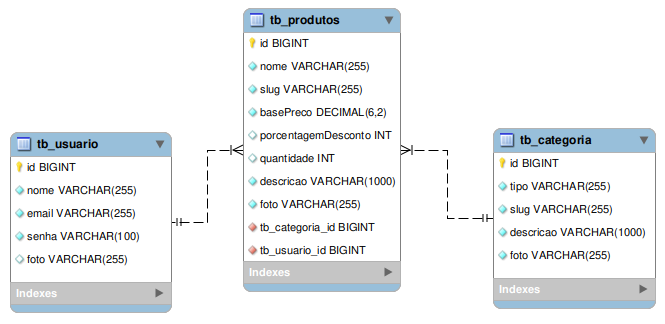 tb_usuario
id BIGINT
nome VARCHAR(255)
email VARCHAR(255)
senha VARCHAR(100)
foto VARCHAR(255)
Indexes
tb_produtos
id BIGINT
nome VARCHAR(255)
slug VARCHAR(255)
basePreco DECIMAL(6,2)
porcentagemDesconto INT
quantidade INT
descricao VARCHAR(1000)
foto VARCHAR(255)
tb_categoria_id BIGINT
tb_usuario_id BIGINT
Indexes
tb_categoria
id BIGINT
tipo VARCHAR(255)
slug VARCHAR(255)
descricao VARCHAR(1000)
foto VARCHAR(255)
Indexes